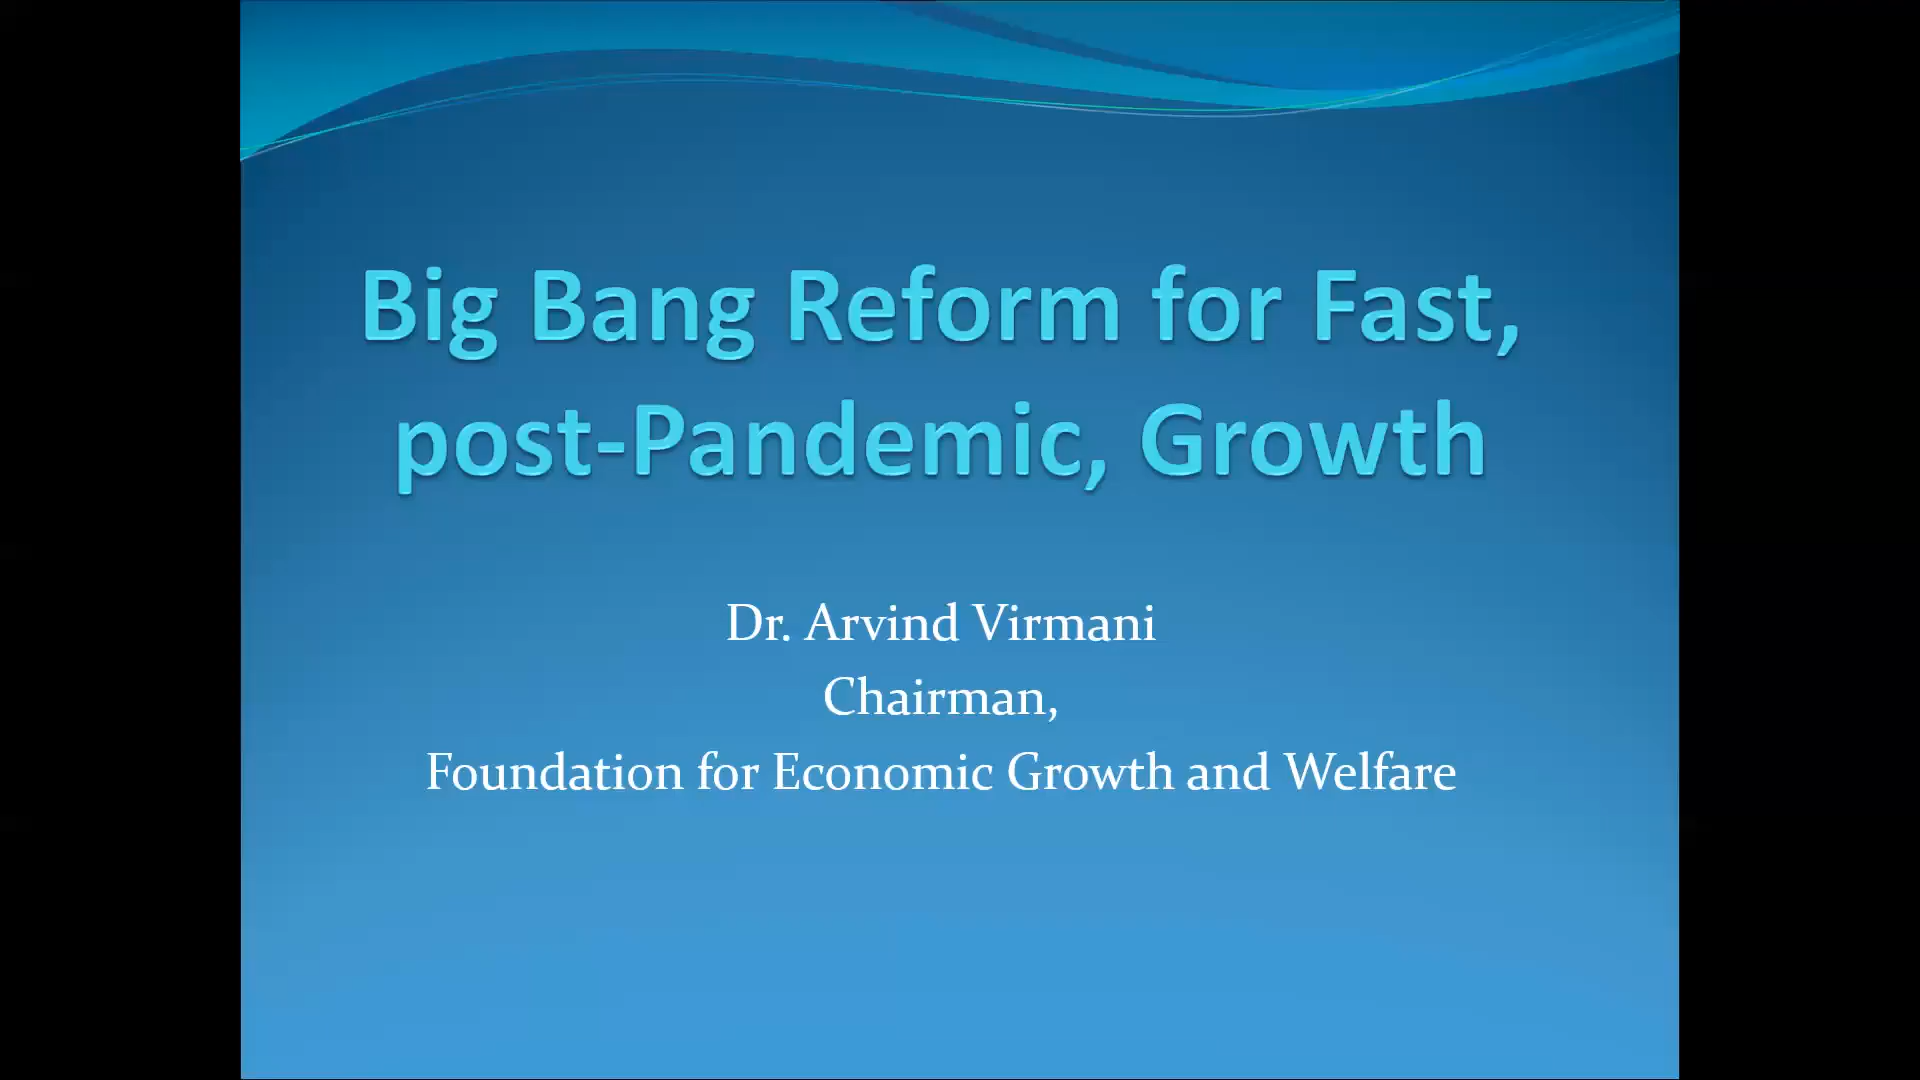 Big Bang Reform for Fast,
post-Pandemic, Growth
Dr. Arvind Virmani
Chairman,
Foundation for Economic Growth and Welfare